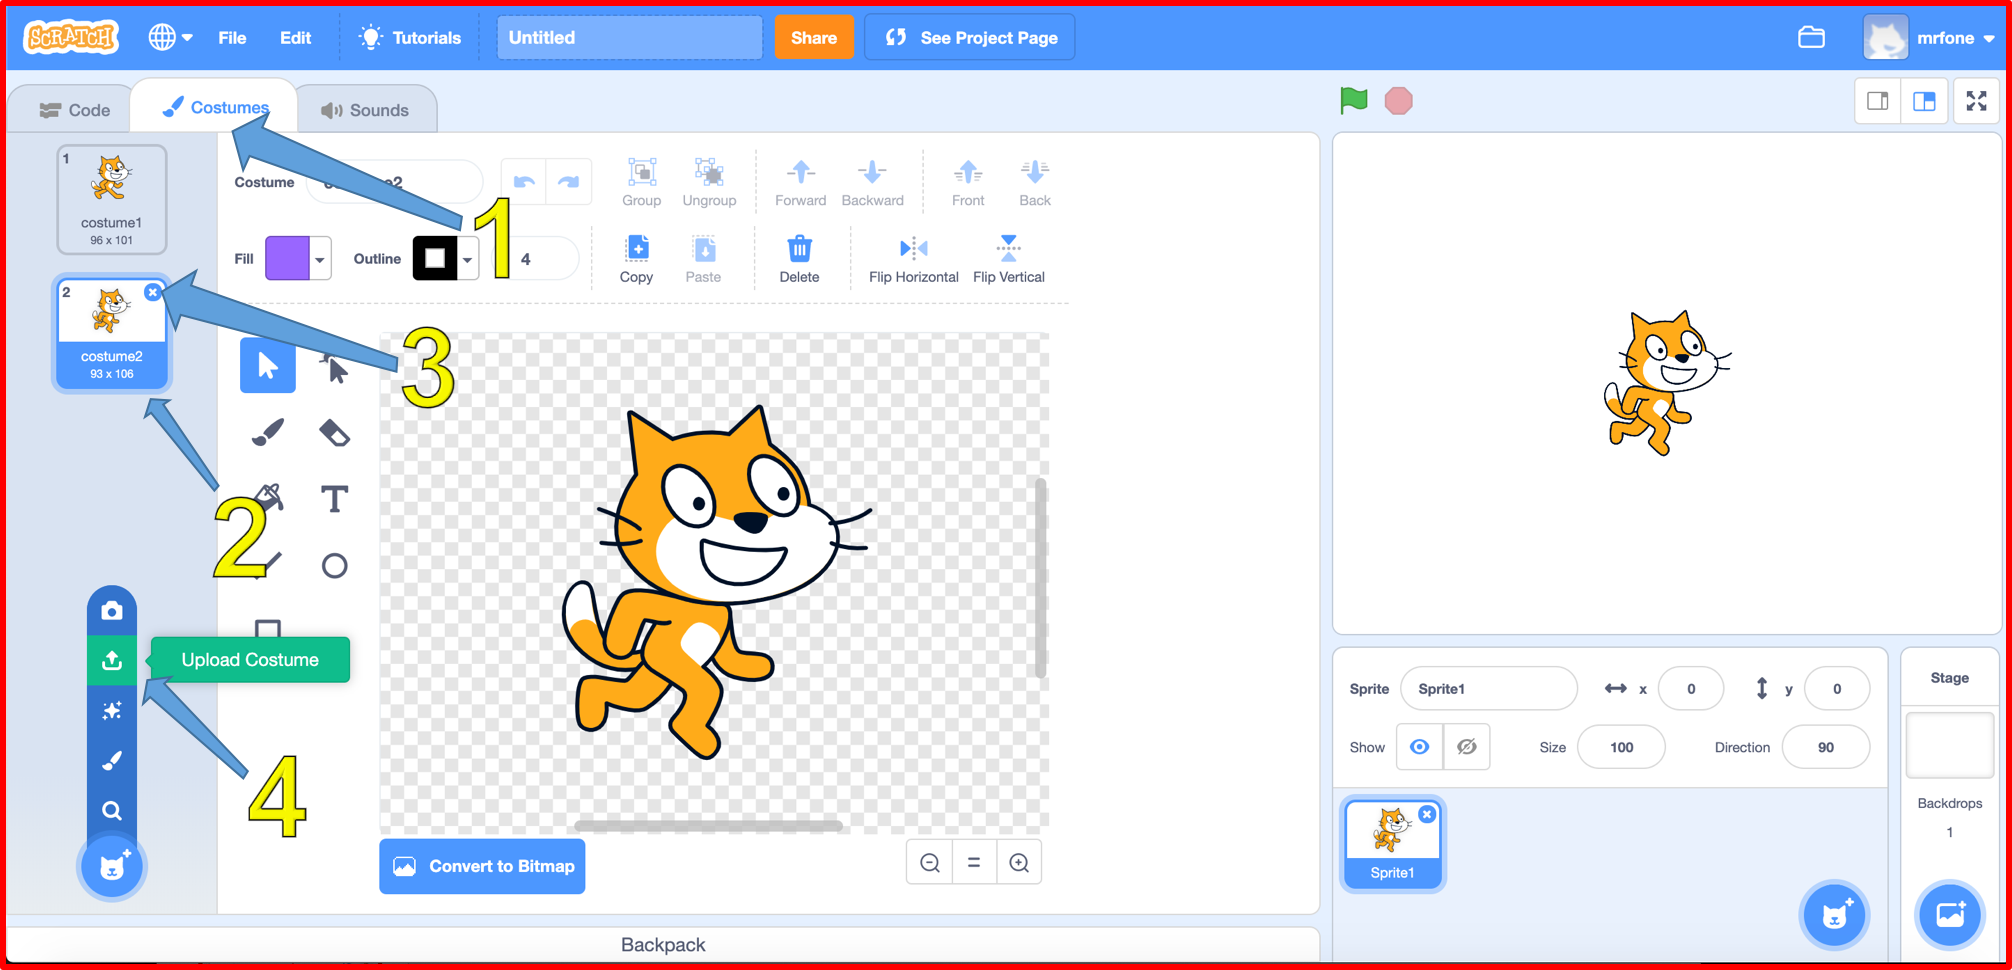 SCRATCH
File
Edit
Tutorials
Untitled
Share
See Project Page
mrfone
Code
Costumes
Sounds
1
costume1
96 x 101
2
costume2
93 x 106
Costume
Group
Ungroup
Forward
Backward
Front
Back
Fill
Outline
4
Copy
Paste
Delete
Flip Horizontal
Flip Vertical
1
3
2
4
T
Upload Costume
Convert to Bitmap
Backpack
Sprite
Sprite1
x
0
y
0
Show
Size
100
Direction
90
Sprite1
Stage
Backdrops
1